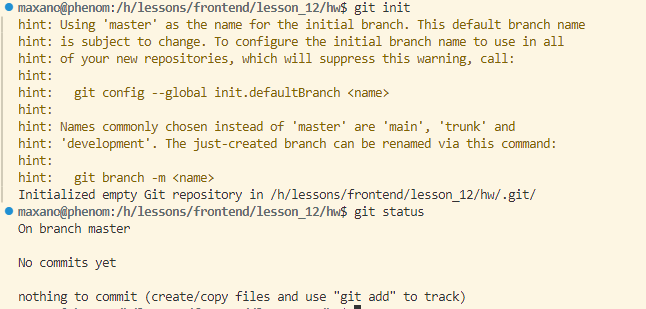 maxano@phenom:/h/lessons/frontend/lesson_12/hw$ git init
hint: Using 'master' as the name for the initial branch. This default branch name
hint: is subject to change. To configure the initial branch name to use in all
hint: of your new repositories, which will suppress this warning, call:
hint:
hint:   git config --global init.defaultBranch <name>
hint:
hint: Names commonly chosen instead of 'master' are 'main', 'trunk' and
hint: 'development'. The just-created branch can be renamed via this command:
hint:
hint:   git branch -m <name>
Initialized empty Git repository in /h/lessons/frontend/lesson_12/hw/.git/
maxano@phenom:/h/lessons/frontend/lesson_12/hw$ git status
On branch master

No commits yet

nothing to commit (create/copy files and use "git add" to track)